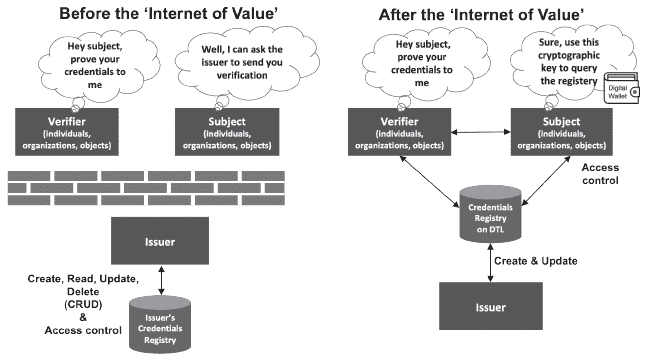 Before the ‘Internet of Value’
Hey subject,
prove your
credentials to
me
Well, I can ask the
issuer to send you
verification
Verifier
(individuals,
organizations, objects)
Subject
(individuals,
organizations, objects)
Issuer
Create, Read, Update,
Delete
(CRUD)
&
Access control
Issuer's
Credentials
Registry
After the ‘Internet of Value’
Hey subject,
prove your
credentials to
me
Sure, use this
cryptographic
key to query
the registery
Digital
Wallet
Verifier
(individuals,
organizations, objects)
Subject
(individuals,
organizations, objects)
Access
control
Credentials
Registry
on DTL
Create & Update
Issuer